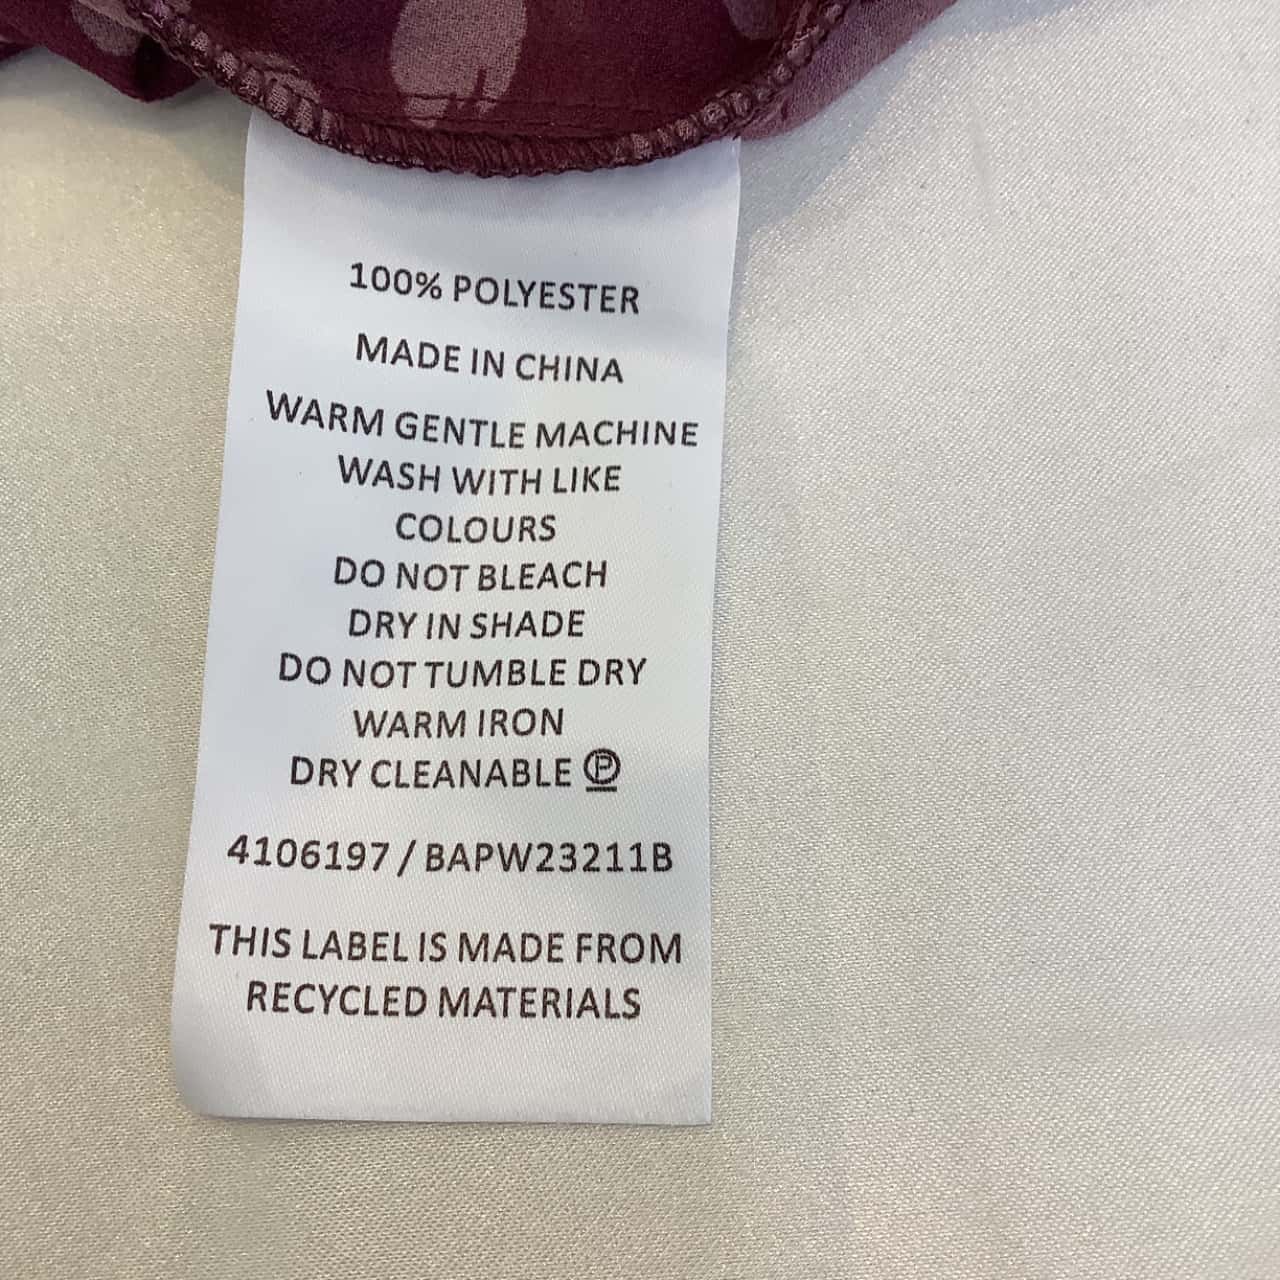 100% POLYESTER
MADE IN CHINA
WARM GENTLE MACHINE
WASH WITH LIKE
COLOURS
DO NOT BLEACH
DRY IN SHADE
DO NOT TUMBLE DRY
WARM IRON
DRY CLEANABLE Ⓟ
4106197 / BAPW23211B
THIS LABEL IS MADE FROM
RECYCLED MATERIALS